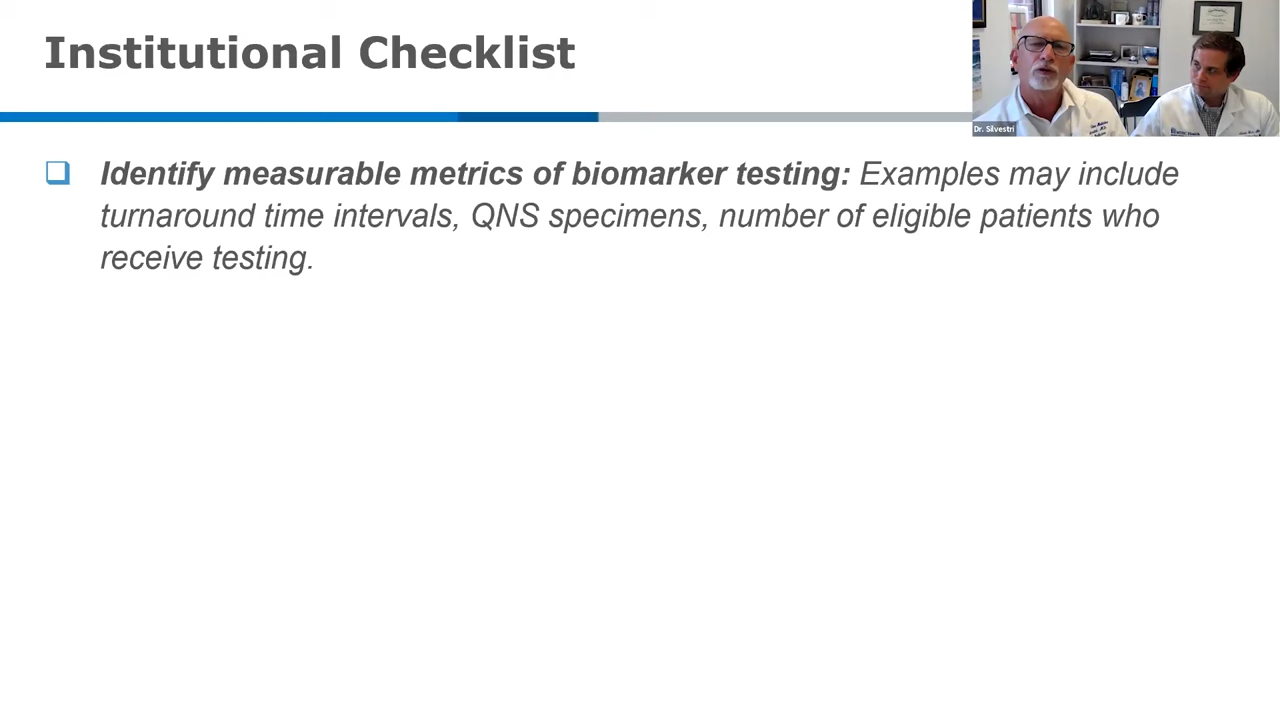 Institutional Checklist
Dr. Silvestri
Identify measurable metrics of biomarker testing: Examples may include
turnaround time intervals, QNS specimens, number of eligible patients who
receive testing.